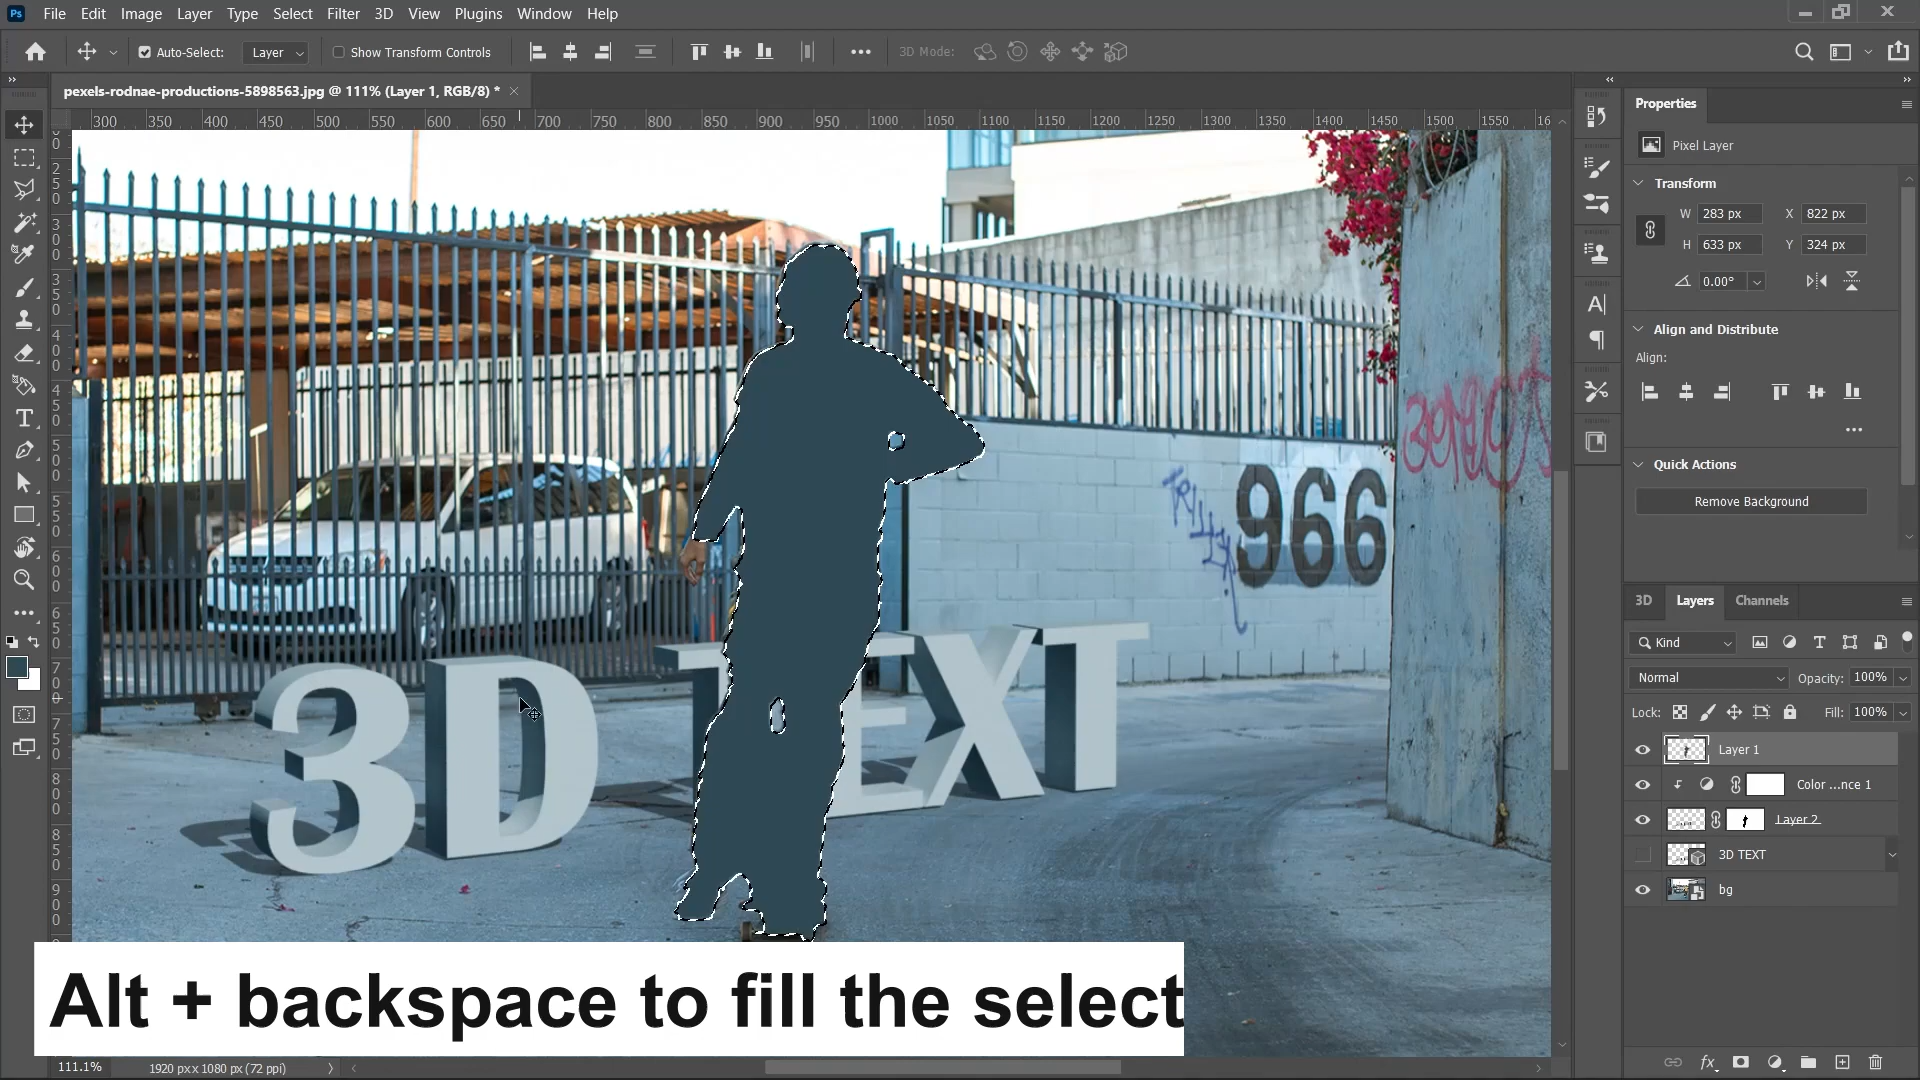 Ps File Edit Image Layer Type Select Filter 3D View Plugins Window Help
Auto-Select: Layer Show Transform Controls 3D Mode:
pexels-rodnae-productions-5898563.jpg @ 111% (Layer 1, RGB/8) *
300 350 400 450 500 550 600 650 700 750 800 850 900 950 1000 1050 1100 1150 1200 1250 1300 1350 1400 1450 1500 1550 16
Properties
Pixel Layer
Transform
W 283 px X 822 px
H 633 px Y 324 px
0.00°
Align and Distribute
Align:
Quick Actions
Remove Background
966
3D TEXT
3D Layers Channels
Kind
Normal Opacity: 100%
Lock: Fill: 100%
Layer 1
Color ...nce 1
Layer 2
3D TEXT
bg
Alt + backspace to fill the select
111.1% 1920 px x 1080 px (72 ppi)